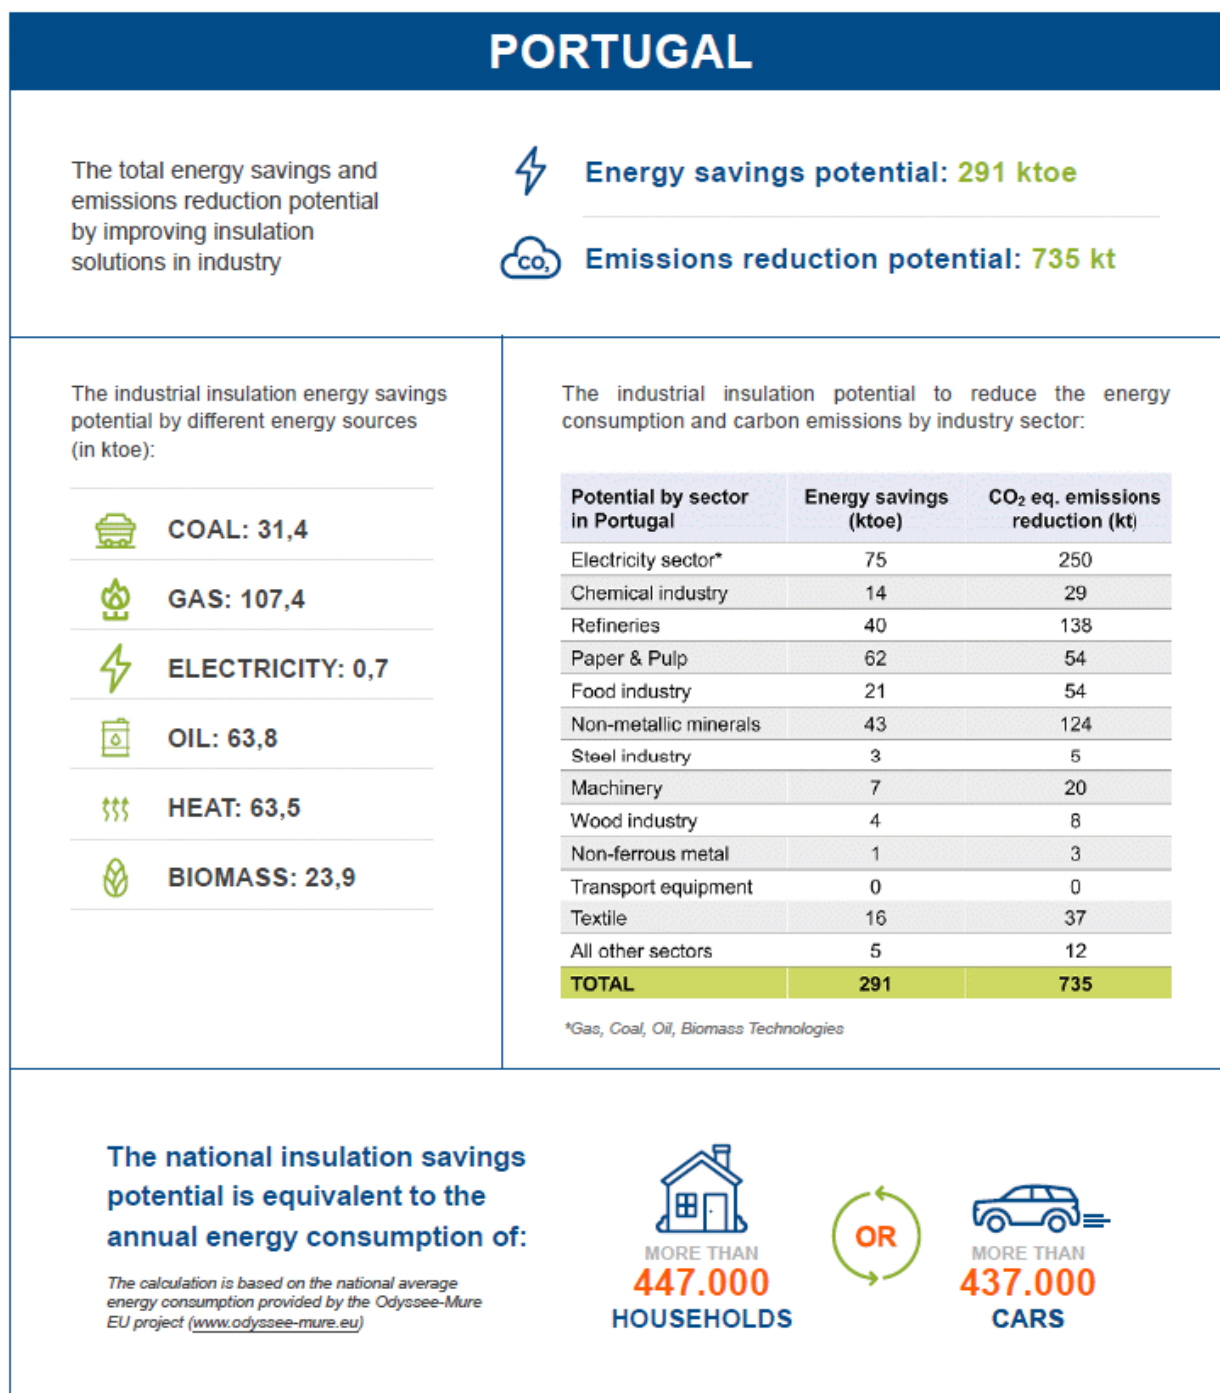 PORTUGAL
The total energy savings and
emissions reduction potential
by improving insulation
solutions in industry
Energy savings potential: 291 ktoe
CO₂
Emissions reduction potential: 735 kt
The industrial insulation energy savings
potential by different energy sources
(in ktoe):
COAL: 31,4
GAS: 107,4
ELECTRICITY: 0,7
OIL: 63,8
HEAT: 63,5
BIOMASS: 23,9
The industrial insulation potential to reduce the energy
consumption and carbon emissions by industry sector:
Potential by sector in Portugal | Energy savings (ktoe) | CO₂ eq. emissions reduction (kt)
Electricity sector* 75 250
Chemical industry 14 29
Refineries 40 138
Paper & Pulp 62 54
Food industry 21 54
Non-metallic minerals 43 124
Steel industry 3 5
Machinery 7 20
Wood industry 4 8
Non-ferrous metal 1 3
Transport equipment 0 0
Textile 16 37
All other sectors 5 12
TOTAL 291 735
*Gas, Coal, Oil, Biomass Technologies
The national insulation savings
potential is equivalent to the
annual energy consumption of:
The calculation is based on the national average
energy consumption provided by the Odyssee-Mure
EU project (www.odyssee-mure.eu)
MORE THAN
447.000
HOUSEHOLDS
OR
MORE THAN
437.000
CARS